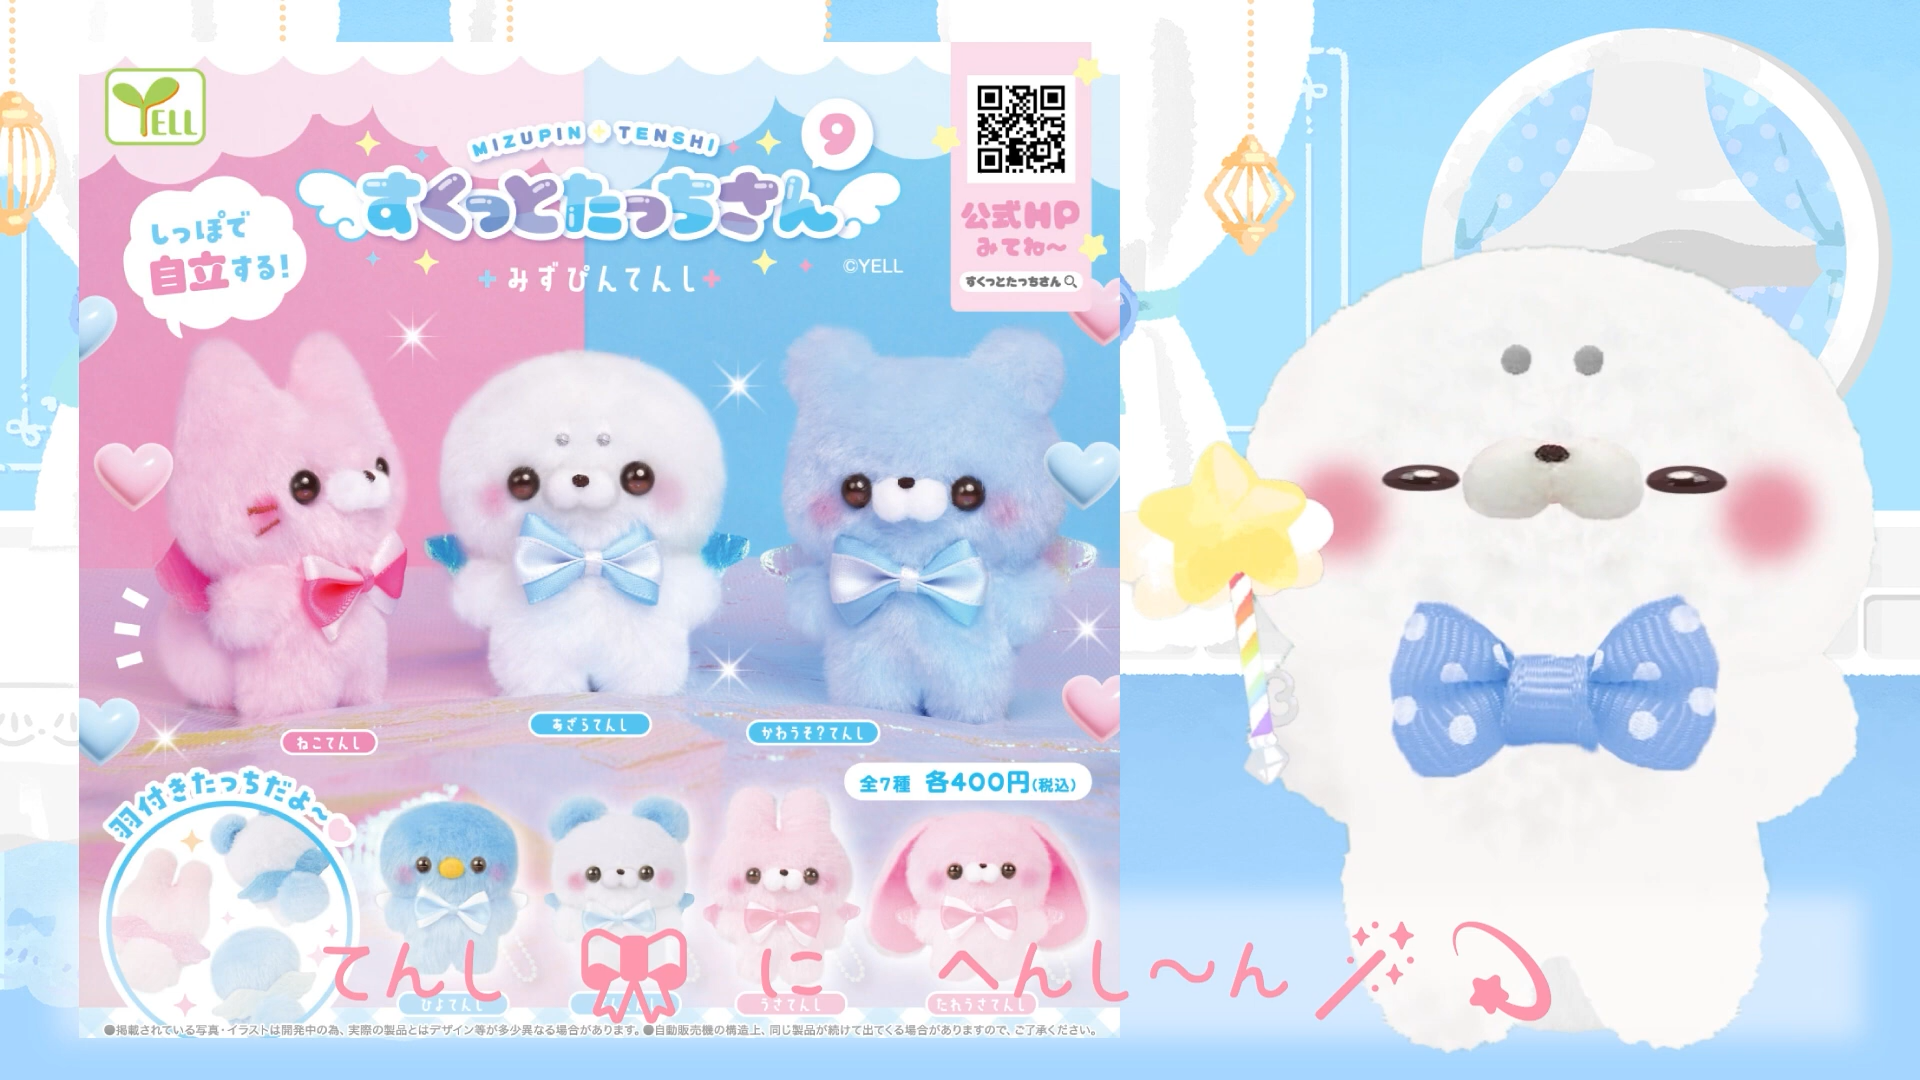 YELL
MIZUPIN TENSHI
9
すくっとたっちさん
みずぴんてんし
©YELL
しっぽで
自立する!
公式HP
みてね〜
すくっとたっちさん
ねこてんし
あざらてんし
かわうそ?てんし
全7種 各400円(税込)
羽付きたっちだよ〜
ひよてんし
うさてんし
たれうさてんし
てんし に へんし〜ん
●掲載されている写真・イラストは開発中の為、実際の製品とはデザイン等が多少異なる場合があります。●自動販売機の構造上、同じ製品が続けて出てくる場合がありますので、ご了承ください。